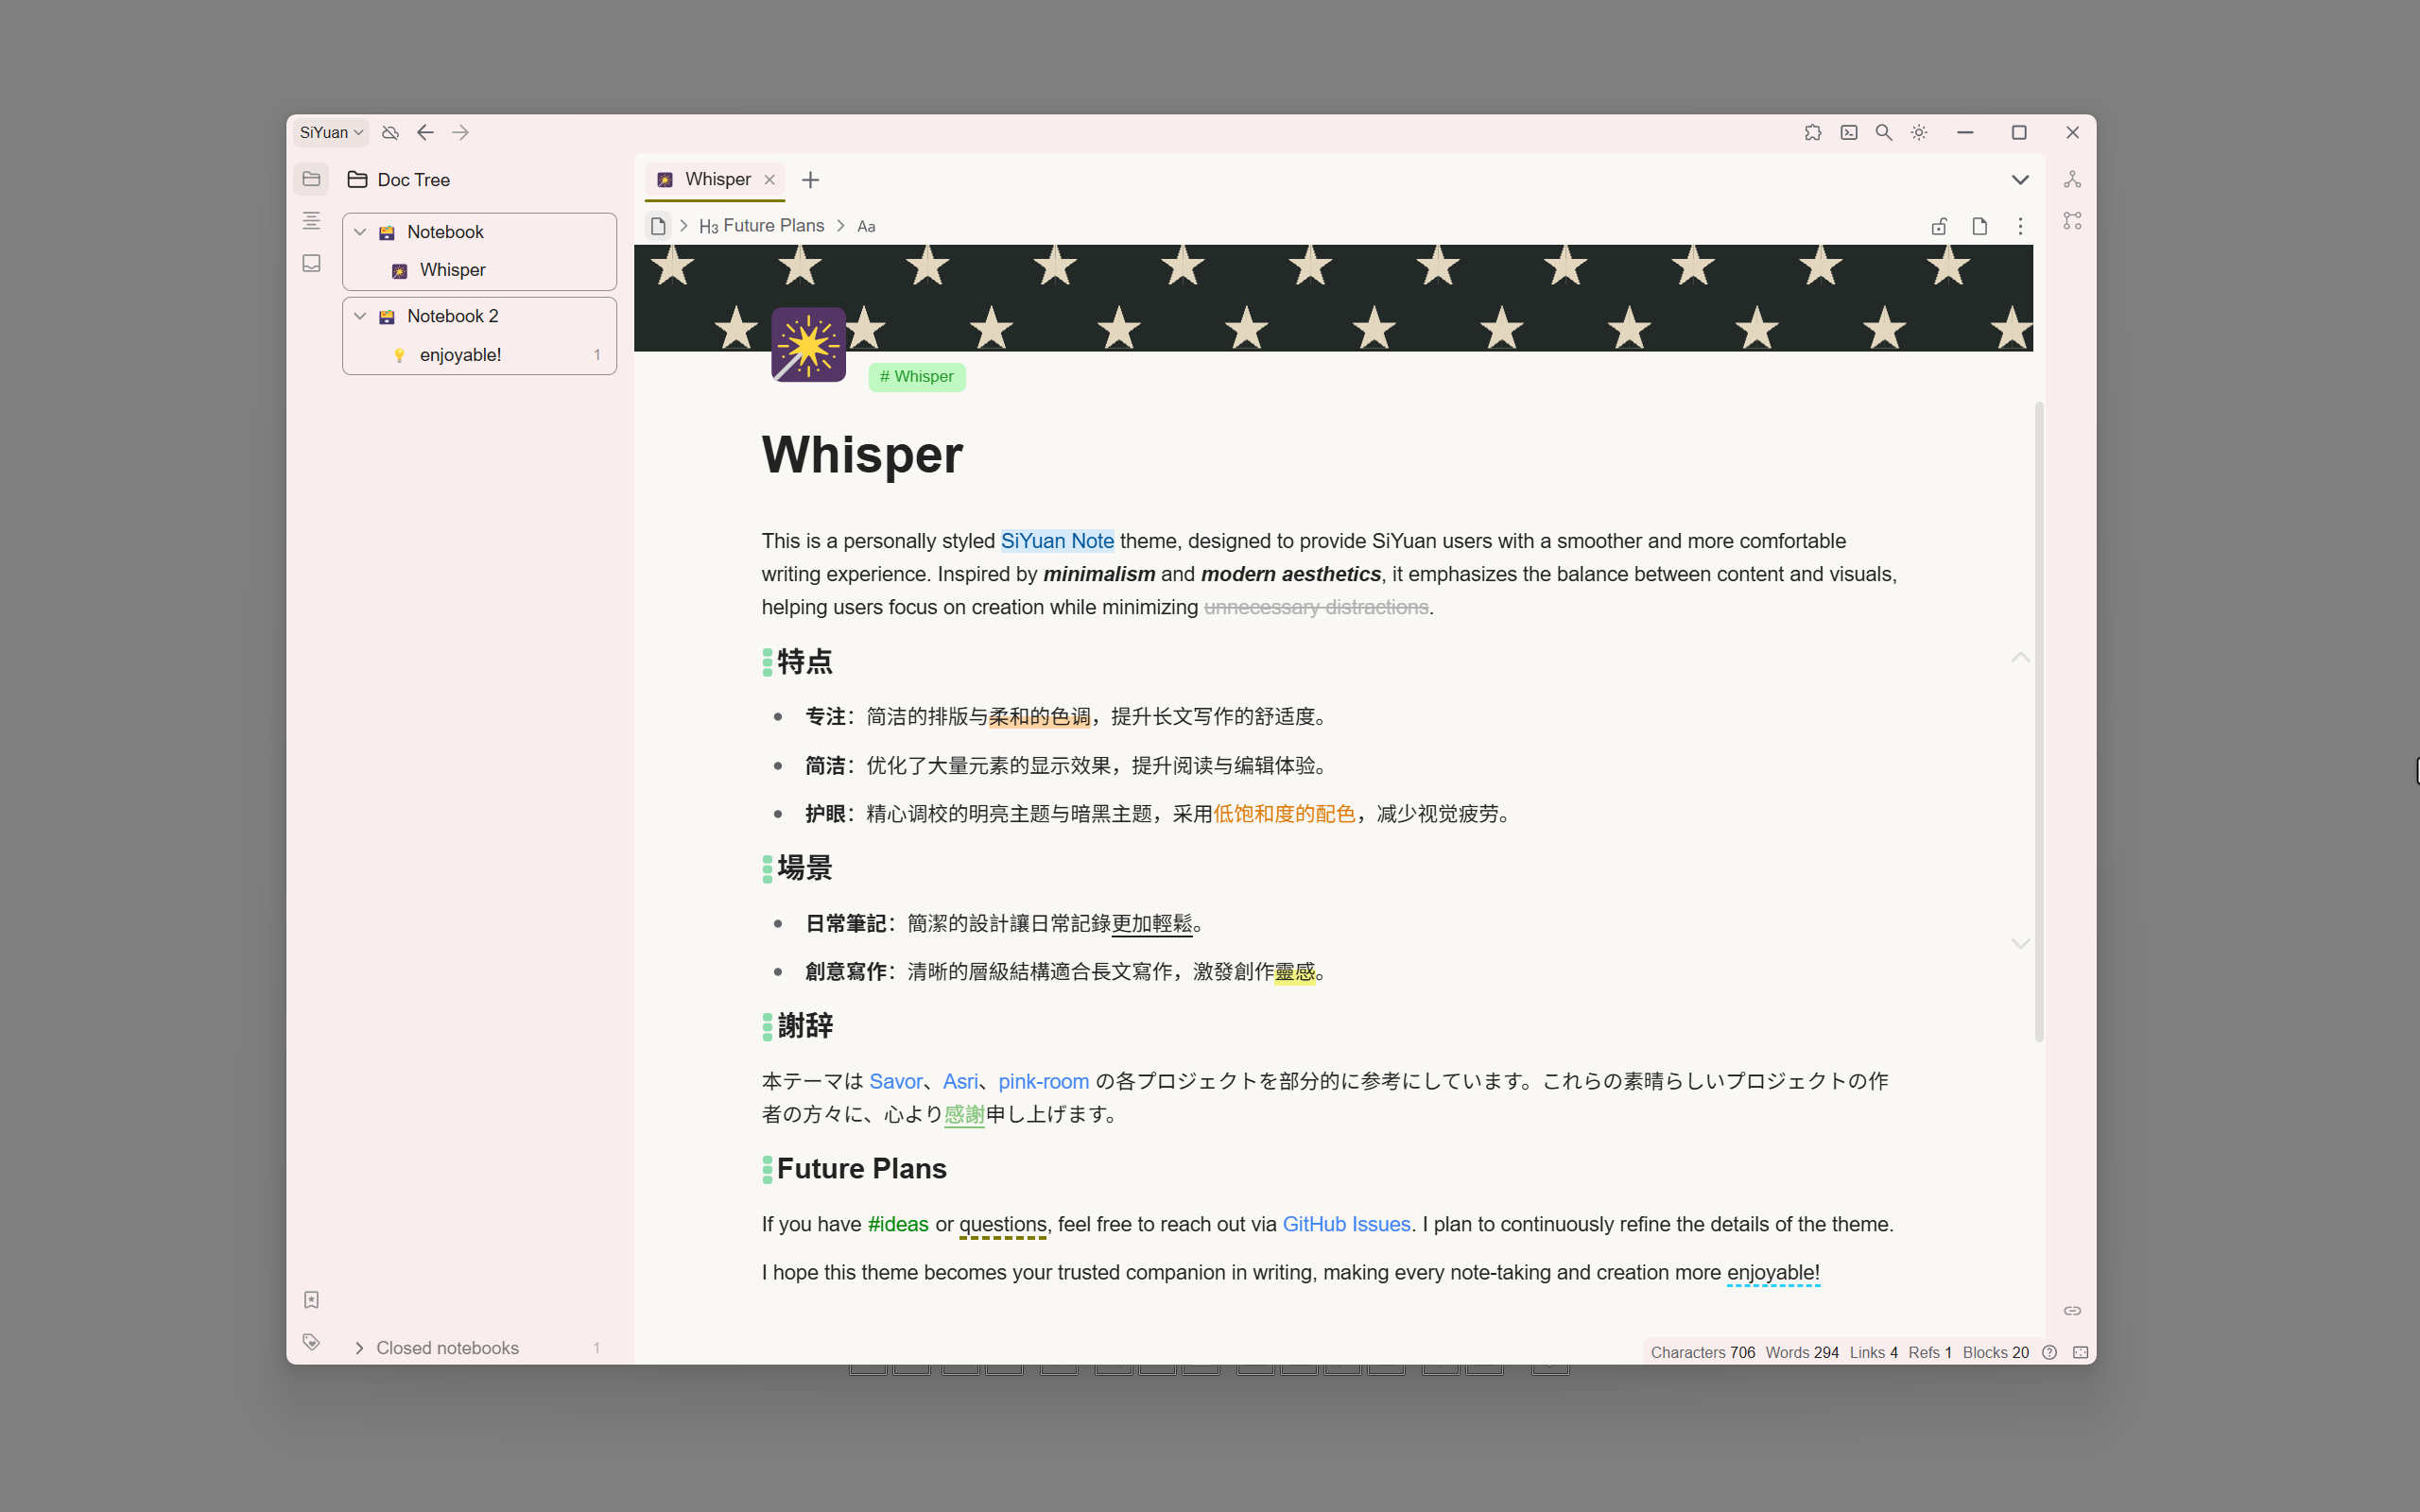 SiYuan
Doc Tree
Notebook
Whisper
Notebook 2
enjoyable! 1
Closed notebooks 1
Whisper
H3 Future Plans Aa
# Whisper
Whisper
This is a personally styled SiYuan Note theme, designed to provide SiYuan users with a smoother and more comfortable
writing experience. Inspired by minimalism and modern aesthetics, it emphasizes the balance between content and visuals,
helping users focus on creation while minimizing unnecessary distractions.
特点
专注：简洁的排版与柔和的色调，提升长文写作的舒适度。
简洁：优化了大量元素的显示效果，提升阅读与编辑体验。
护眼：精心调校的明亮主题与暗黑主题，采用低饱和度的配色，减少视觉疲劳。
場景
日常筆記：簡潔的設計讓日常記錄更加輕鬆。
創意寫作：清晰的層級結構適合長文寫作，激發創作靈感。
謝辞
本テーマは Savor、Asri、pink-room の各プロジェクトを部分的に参考にしています。これらの素晴らしいプロジェクトの作
者の方々に、心より感謝申し上げます。
Future Plans
If you have #ideas or questions, feel free to reach out via GitHub Issues. I plan to continuously refine the details of the theme.
I hope this theme becomes your trusted companion in writing, making every note-taking and creation more enjoyable!
Characters 706 Words 294 Links 4 Refs 1 Blocks 20